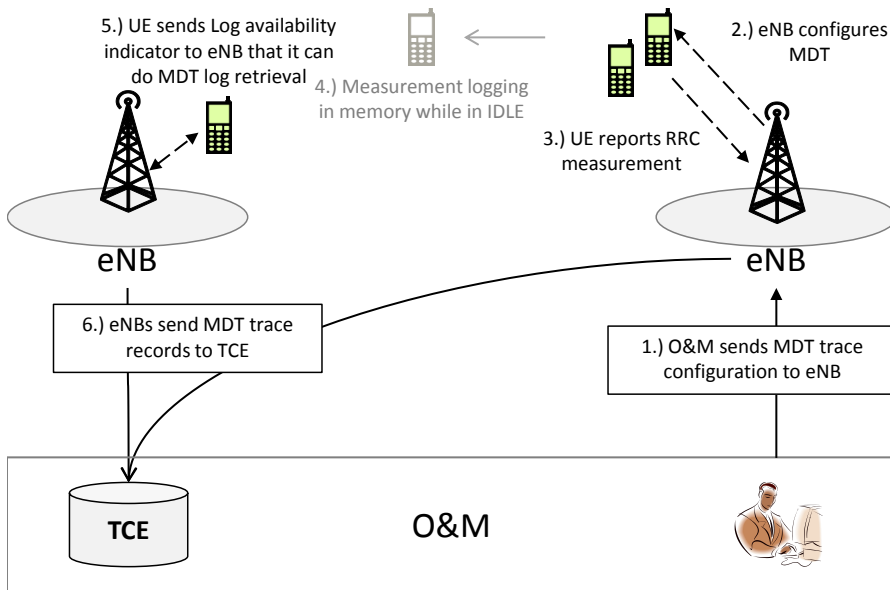 5.) UE sends Log availability
indicator to eNB that it can
do MDT log retrieval
4.) Measurement logging
in memory while in IDLE
2.) eNB configures
MDT
3.) UE reports RRC
measurement
eNB
eNB
6.) eNBs send MDT trace
records to TCE
1.) O&M sends MDT trace
configuration to eNB
TCE
O&M